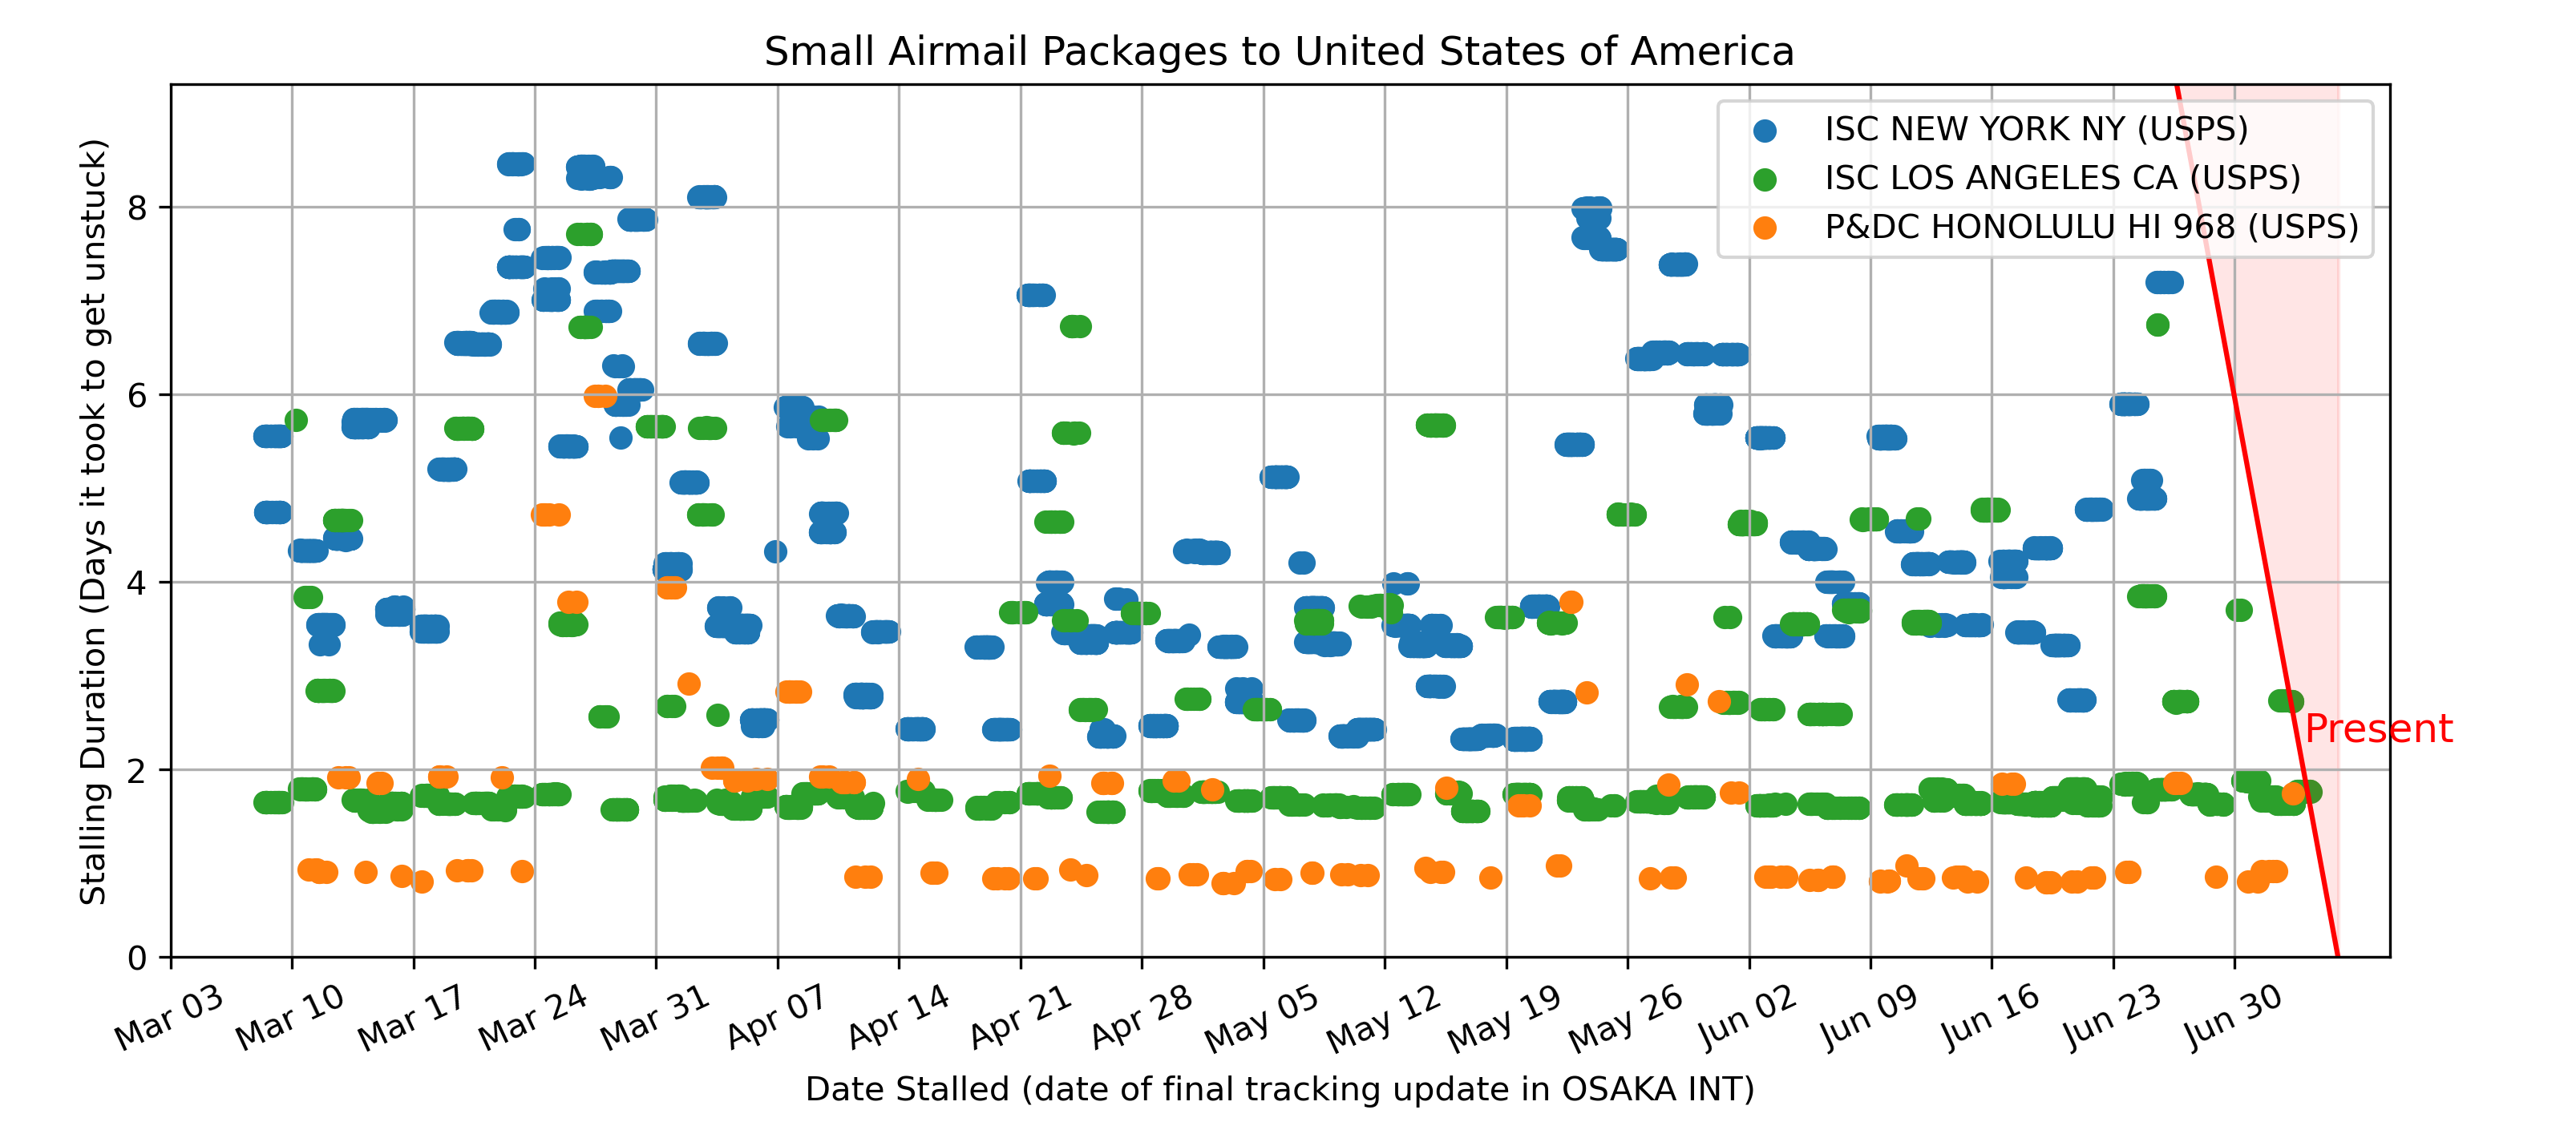 Small Airmail Packages to United States of America
ISC NEW YORK NY (USPS)
ISC LOS ANGELES CA (USPS)
P&DC HONOLULU HI 968 (USPS)
Stalling Duration (Days it took to get unstuck)
8
6
4
2
0
Present
Mar 03
Mar 10
Mar 17
Mar 24
Mar 31
Apr 07
Apr 14
Apr 21
Apr 28
May 05
May 12
May 19
May 26
Jun 02
Jun 09
Jun 16
Jun 23
Jun 30
Date Stalled (date of final tracking update in OSAKA INT)